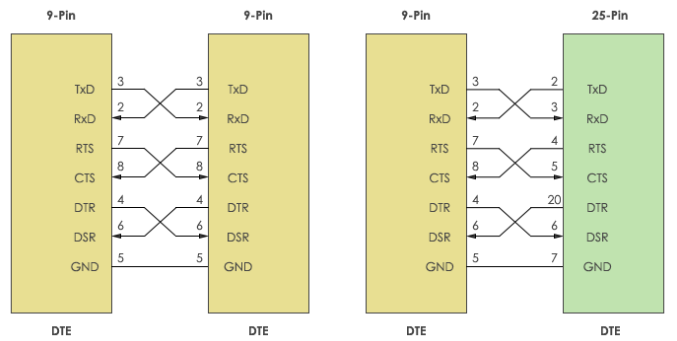 9-Pin 9-Pin 9-Pin 25-Pin
TxD 3 3 TxD TxD 3 2 TxD
RxD 2 2 RxD RxD 2 3 RxD
RTS 7 7 RTS RTS 7 4 RTS
CTS 8 8 CTS CTS 8 5 CTS
DTR 4 4 DTR DTR 4 20 DTR
DSR 6 6 DSR DSR 6 6 DSR
GND 5 5 GND GND 5 7 GND
DTE DTE DTE DTE